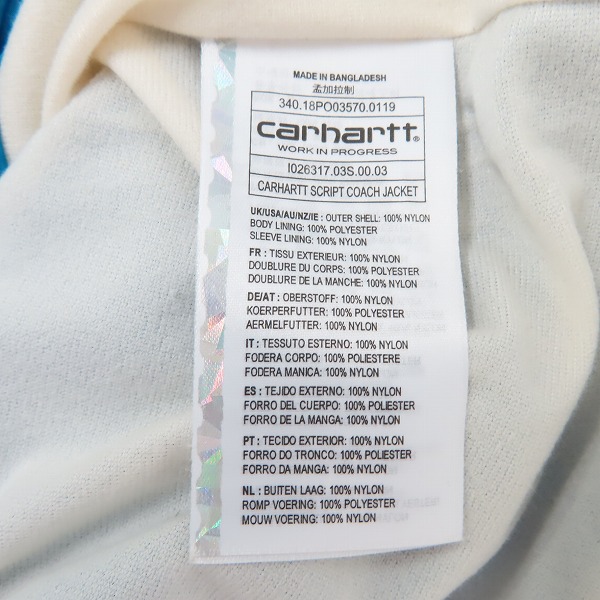 MADE IN BANGLADESH
孟加拉制
340.18PO03570.0119
carhartt®
WORK IN PROGRESS
I026317.03S.00.03
CARHARTT SCRIPT COACH JACKET
UK/USA/AU/NZ/IE : OUTER SHELL: 100% NYLON
BODY LINING: 100% POLYESTER
SLEEVE LINING: 100% NYLON
FR : TISSU EXTERIEUR: 100% NYLON
DOUBLURE DU CORPS: 100% POLYESTER
DOUBLURE DE LA MANCHE: 100% NYLON
DE/AT: OBERSTOFF: 100% NYLON
KOERPERFUTTER: 100% POLYESTER
AERMELFUTTER: 100% NYLON
IT : TESSUTO ESTERNO: 100% NYLON
FODERA CORPO: 100% POLIESTERE
FODERA MANICA: 100% NYLON
ES : TEJIDO EXTERNO: 100% NYLON
FORRO DEL CUERPO: 100% POLIESTER
FORRO DE LA MANGA: 100% NYLON
PT : TECIDO EXTERIOR: 100% NYLON
FORRO DO TRONCO: 100% POLIESTER
FORRO DA MANGA: 100% NYLON
NL : BUITEN LAAG: 100% NYLON
ROMP VOERING: 100% POLYESTER
MOUW VOERING: 100% NYLON